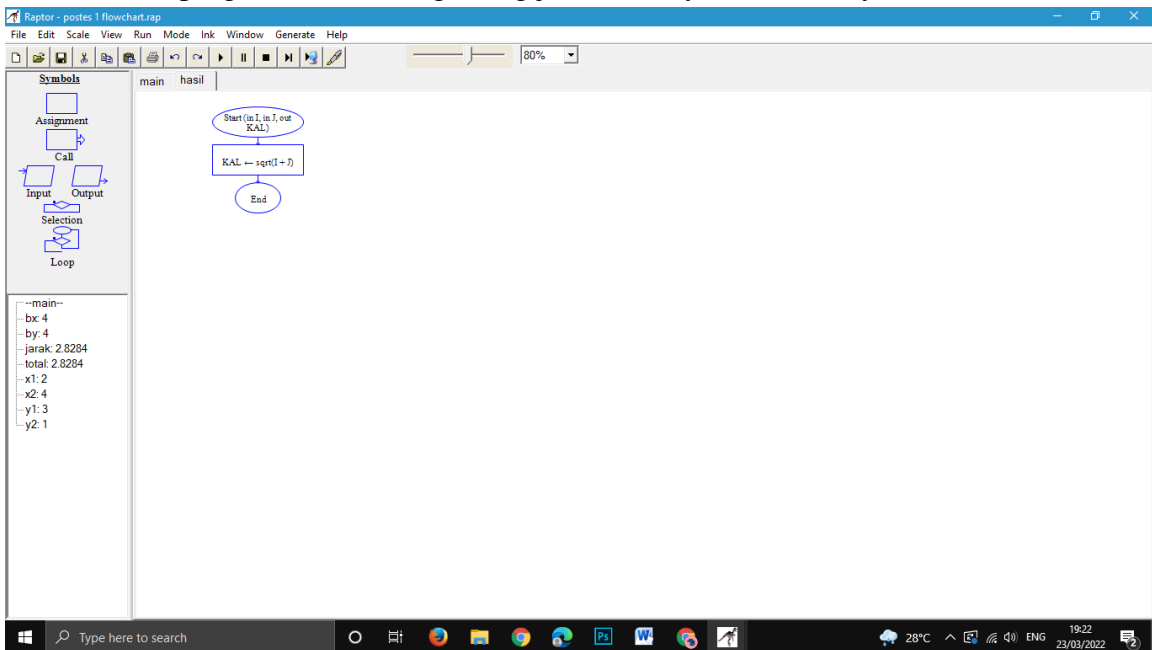 Raptor - postes 1 flowchart.rap
File Edit Scale View Run Mode Ink Window Generate Help
80%
Symbols
Assignment
Call
Input Output
Selection
Loop
main hasil
Start (in I, in J, out
KAL)
KAL ← sqrt(I + J)
End
--main--
bx: 4
by: 4
jarak: 2.8284
total: 2.8284
x1: 2
x2: 4
y1: 3
y2: 1
Type here to search
Ps
W
28°C
ENG
19:22
23/03/2022
2